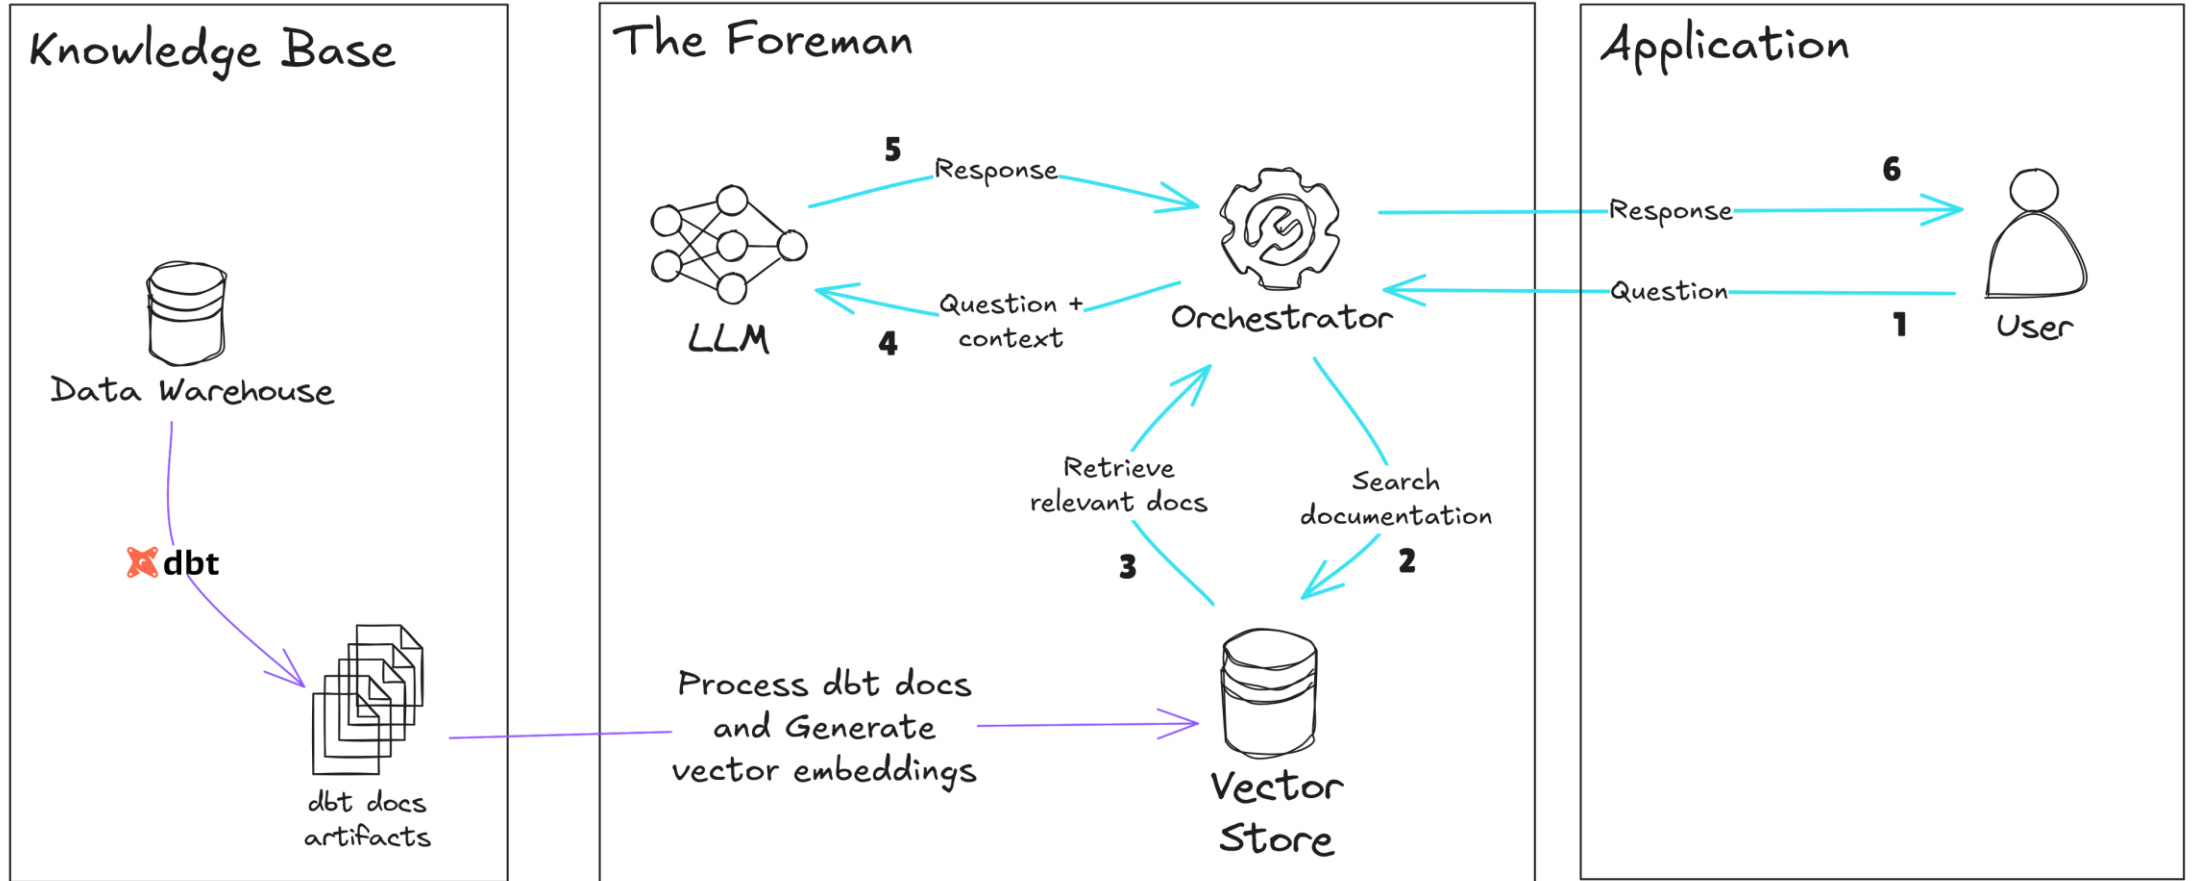 Knowledge Base
Data Warehouse
dbt
dbt docs
artifacts
The Foreman
5
Response
LLM
Question +
context
4
Orchestrator
Retrieve
relevant docs
3
Search
documentation
2
Process dbt docs
and Generate
vector embeddings
Vector
Store
Application
6
Response
Question
1
User